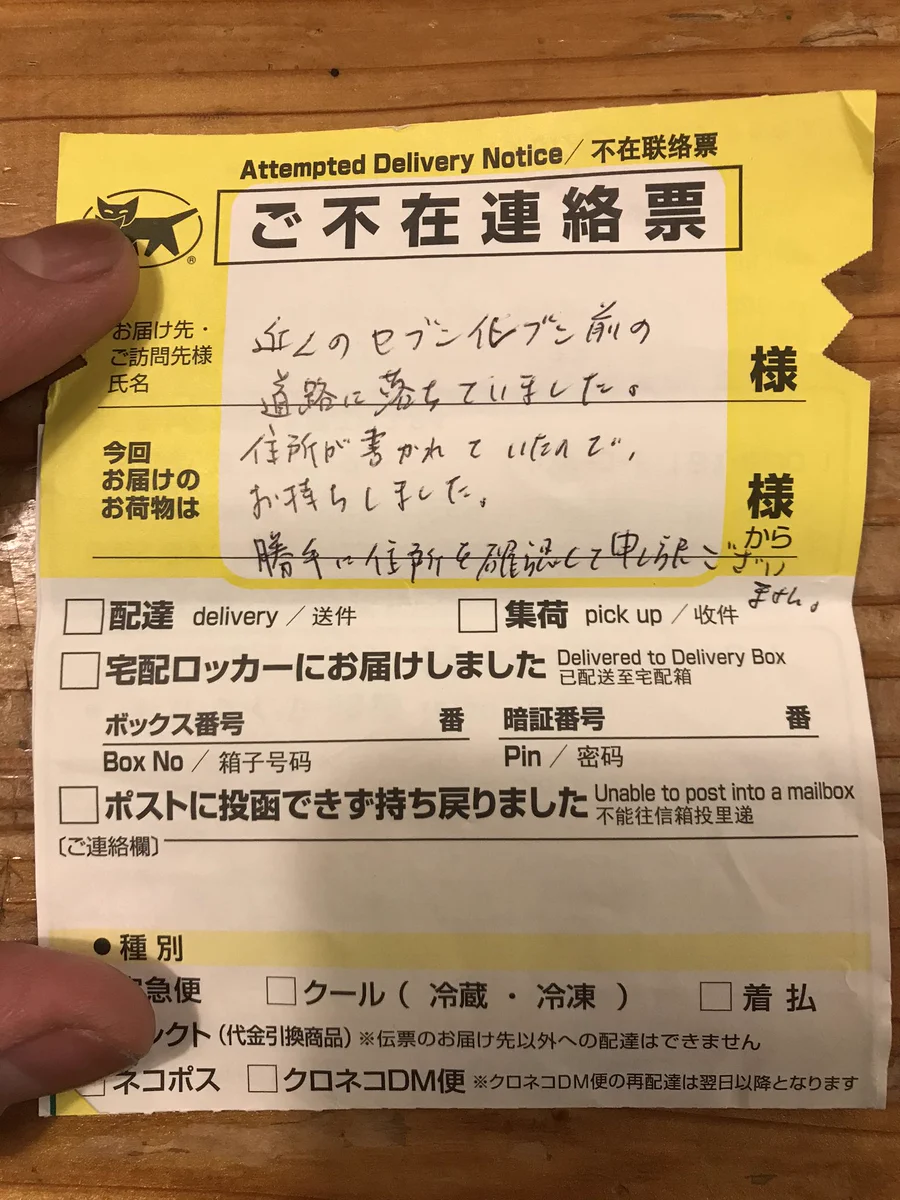 Attempted Delivery Notice / 不在联络票
ご不在連絡票
®
お届け先・
ご訪問先様
氏名
様
近くのセブンイレブン前の
道路に落ちていました。
今回
お届けの
お荷物は
様
から
住所が書かれていたので、
お持ちしました。
勝手に住所を確認して申し訳ござい
ません。
配達 delivery / 送件 集荷 pick up / 收件
宅配ロッカーにお届けしました Delivered to Delivery Box
已配送至宅配箱
ボックス番号 番 暗証番号 番
Box No / 箱子号码 Pin / 密码
ポストに投函できず持ち戻りました Unable to post into a mailbox
不能往信箱投里递
〔ご連絡欄〕
●種別
急便 クール(冷蔵・冷凍) 着払
クト(代金引換商品)※伝票のお届け先以外への配達はできません
ネコポス クロネコDM便 ※クロネコDM便の再配達は翌日以降となります